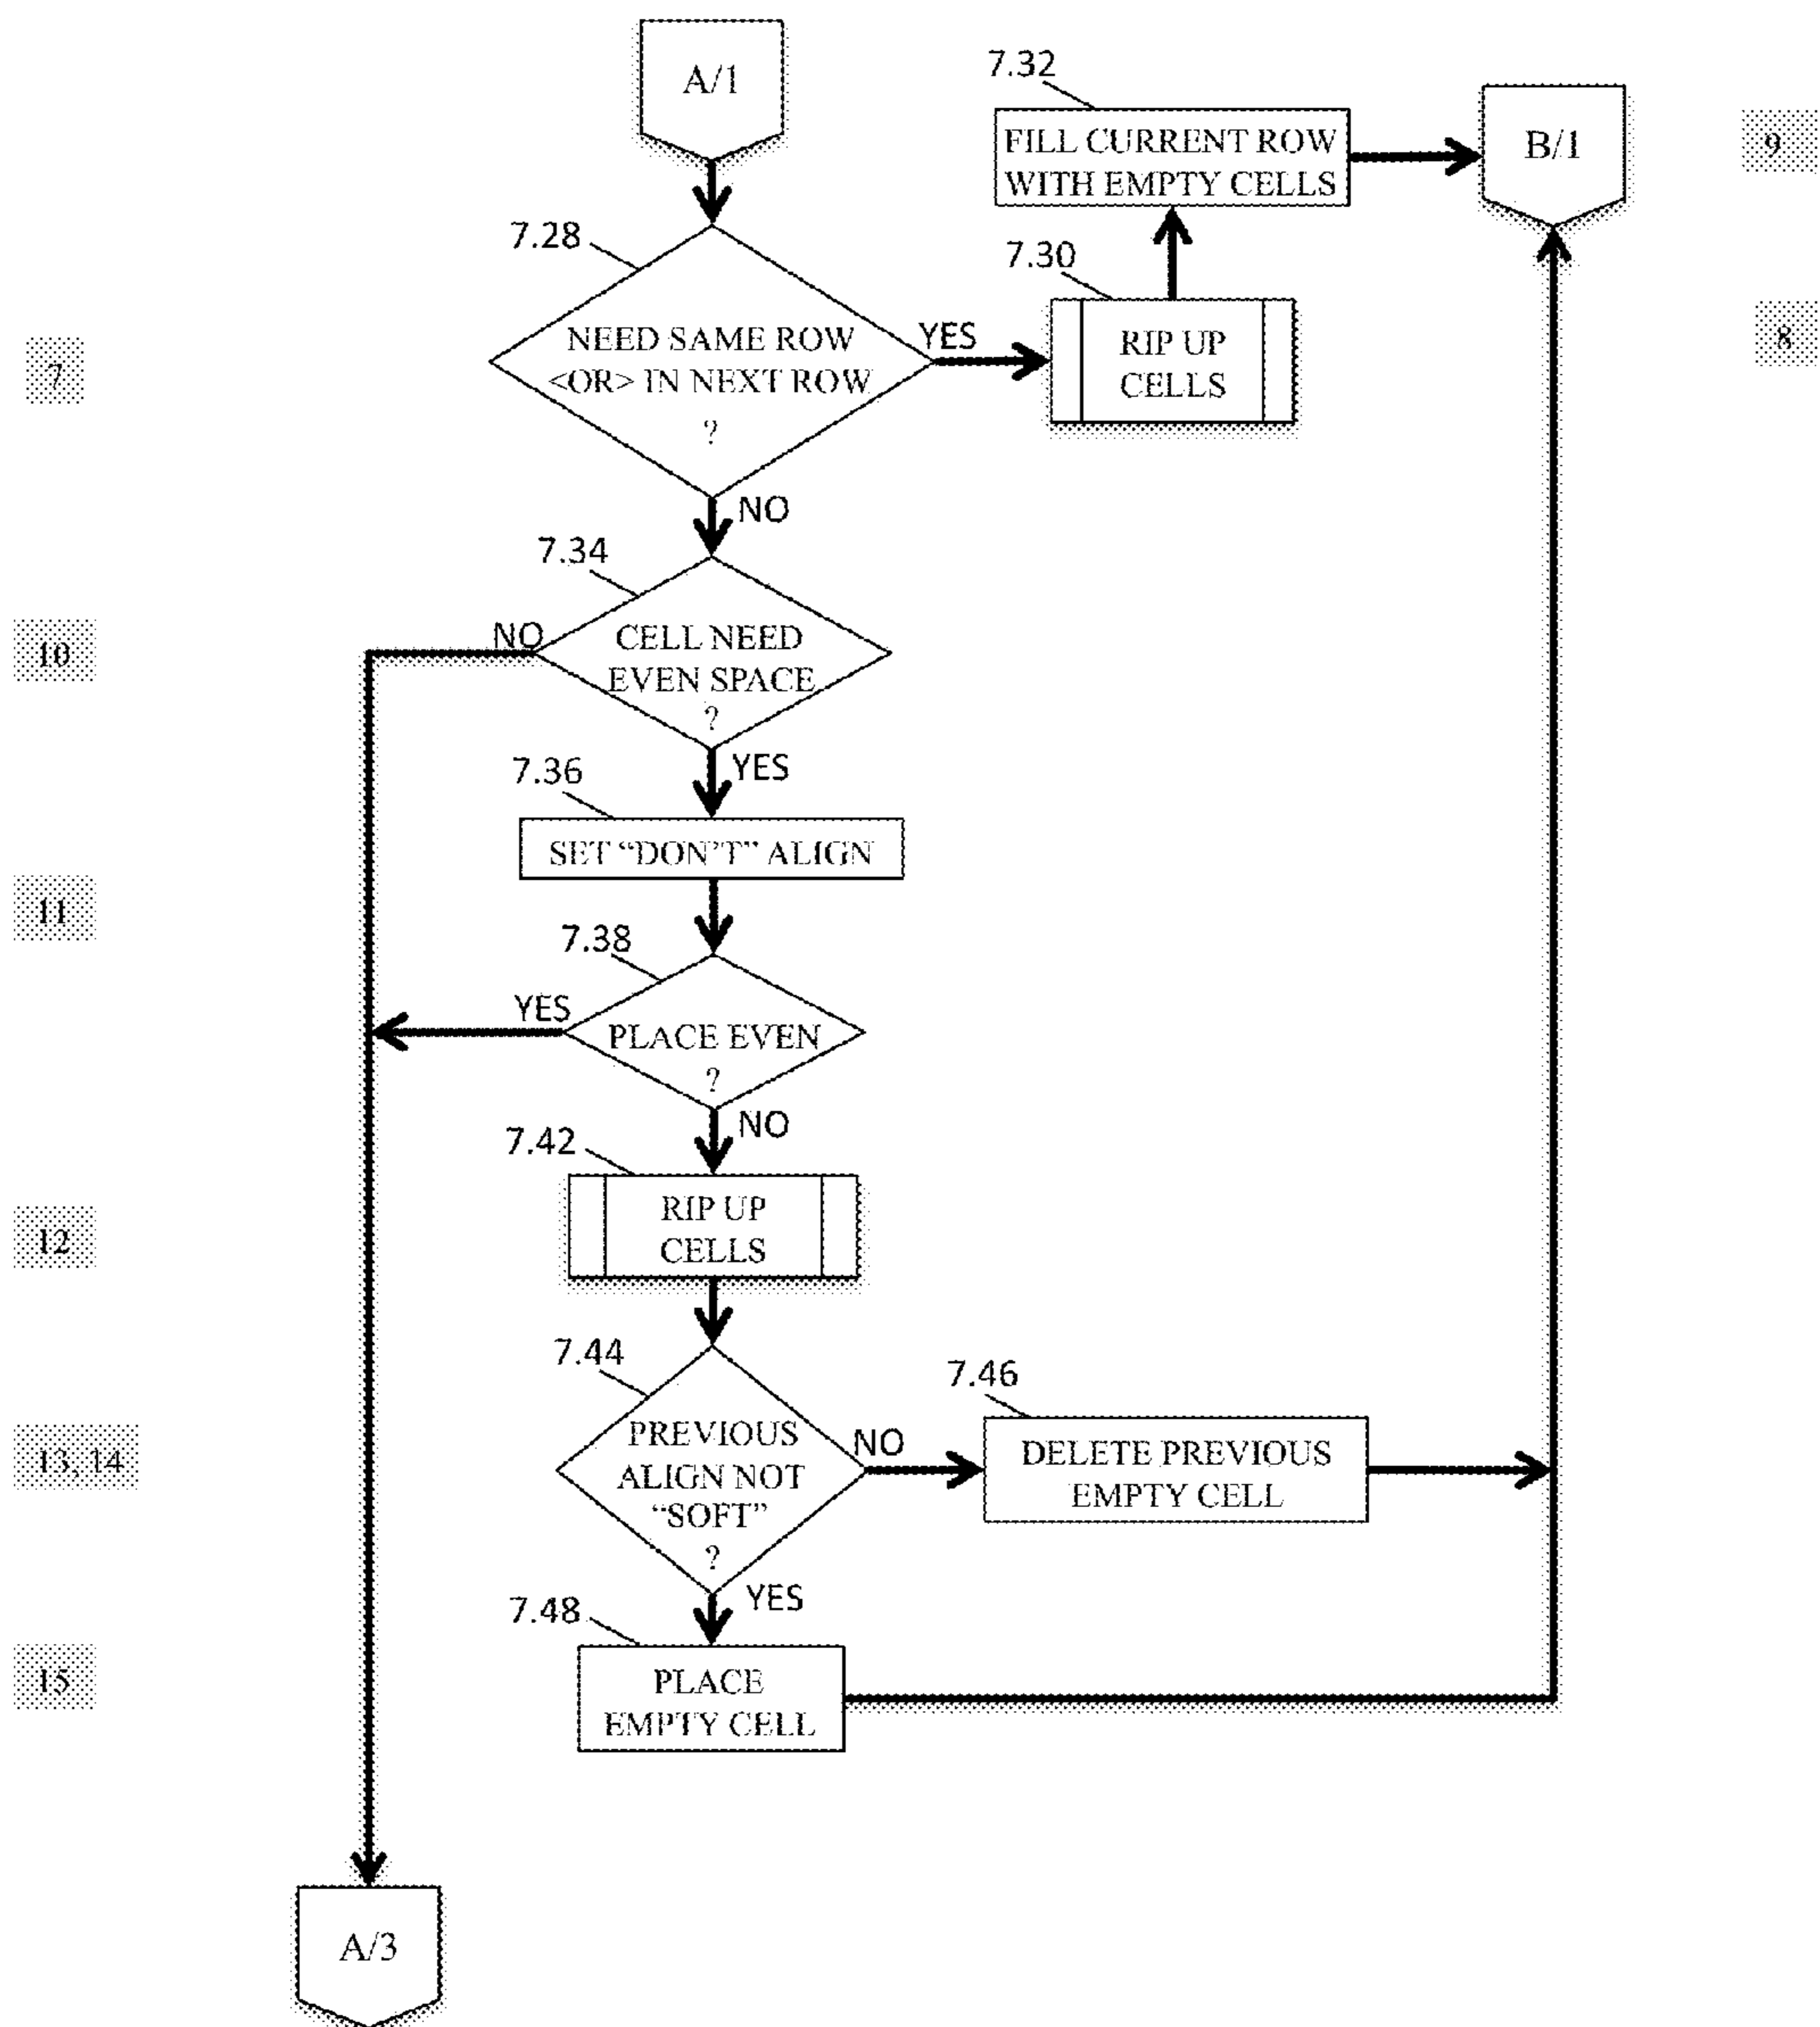 A/1
7.32
FILL CURRENT ROW
WITH EMPTY CELLS
B/1
9
7.28
7.30
NEED SAME ROW
<OR> IN NEXT ROW
?
YES
RIP UP
CELLS
8
7
NO
7.34
10
NO
CELL NEED
EVEN SPACE
?
YES
7.36
SET “DON'T” ALIGN
11
7.38
YES
PLACE EVEN
?
NO
7.42
12
RIP UP
CELLS
7.44
7.46
13, 14
PREVIOUS
ALIGN NOT
“SOFT”
?
NO
DELETE PREVIOUS
EMPTY CELL
YES
7.48
15
PLACE
EMPTY CELL
A/3